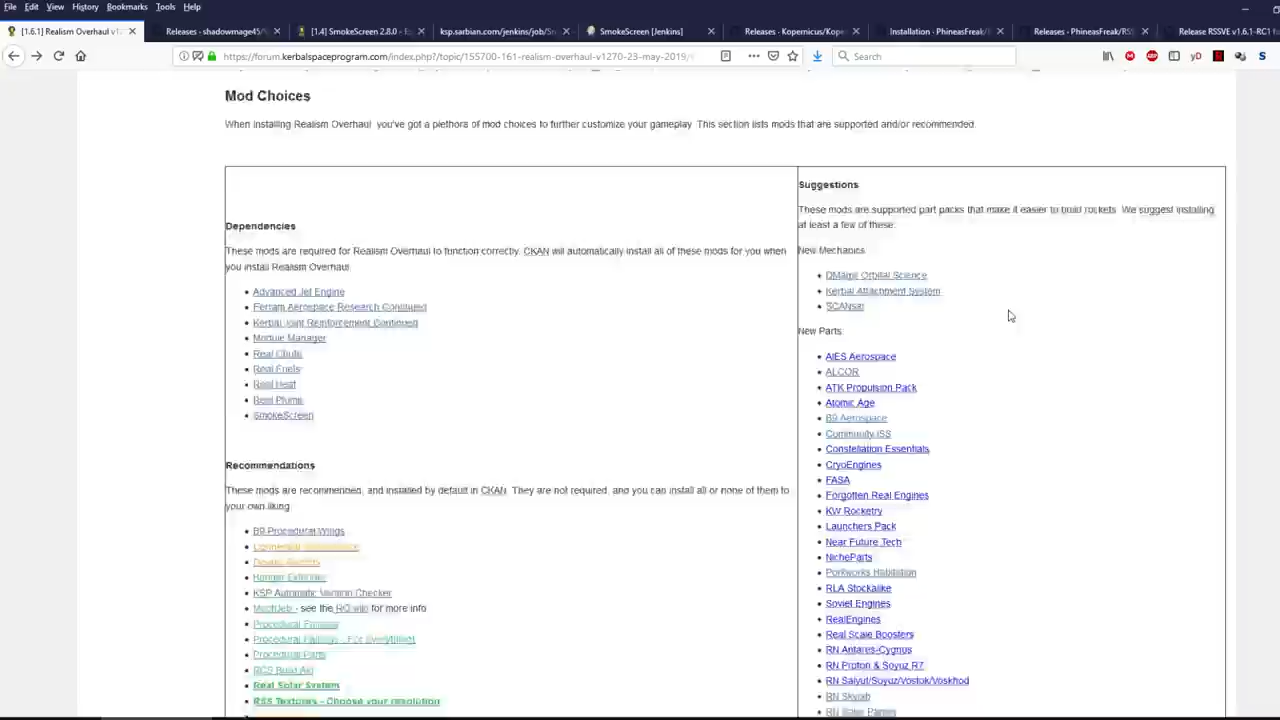 File Edit View History Bookmarks Tools Help
[1.6.1] Realism Overhaul v1
Releases - shadowmage45/
[1.4] SmokeScreen 2.8.0 - E
ksp.sarbian.com/jenkins/job/S
SmokeScreen [Jenkins]
Releases - Kopernicus/Kope
Installation - PhineasFreak/
Releases - PhineasFreak/RSS
Release RSSVE v1.6.1-RC1
https://forum.kerbalspaceprogram.com/index.php?/topic/155700-161-realism-overhaul-v1270-23-may-2019/
Search
Mod Choices
When installing Realism Overhaul you've got a plethora of mod choices to further customize your gameplay. This section lists mods that are supported and/or recommended.
Dependencies
These mods are required for Realism Overhaul to function correctly. CKAN will automatically install all of these mods for you when
you install Realism Overhaul
Advanced Jet Engine
Ferram Aerospace Research Continued
Kerbal Joint Reinforcement Continued
Module Manager
Real Chute
Real Fuels
Real Heat
Real Plume
SmokeScreen
Recommendations
These mods are recommended, and installed by default in CKAN. They are not required, and you can install all or none of them to
your own liking.
B9 Procedural Wings
Hangar Extender
KSP Automatic Version Checker
MechJeb - see the RO wiki for more info
Procedural Fairings
Procedural Fairings - For Everything!
Procedural Parts
RCS Build Aid
Real Solar System
RSS Textures - Choose your resolution
Suggestions
These mods are supported part packs that make it easier to build rockets. We suggest installing
at least a few of these:
New Mechanics:
DMagic Orbital Science
Kerbal Attachment System
SCANsat
New Parts:
AIES Aerospace
ALCOR
ATK Propulsion Pack
Atomic Age
B9 Aerospace
Community ISS
Constellation Essentials
CryoEngines
FASA
Forgotten Real Engines
KW Rocketry
Launchers Pack
Near Future Tech
NicheParts
Porkworks Habitation
RLA Stockalike
Soviet Engines
RealEngines
Real Scale Boosters
RN Antares-Cygnus
RN Proton & Soyuz R7
RN Salyut/Soyuz/Vostok/Voskhod
RN Skylab